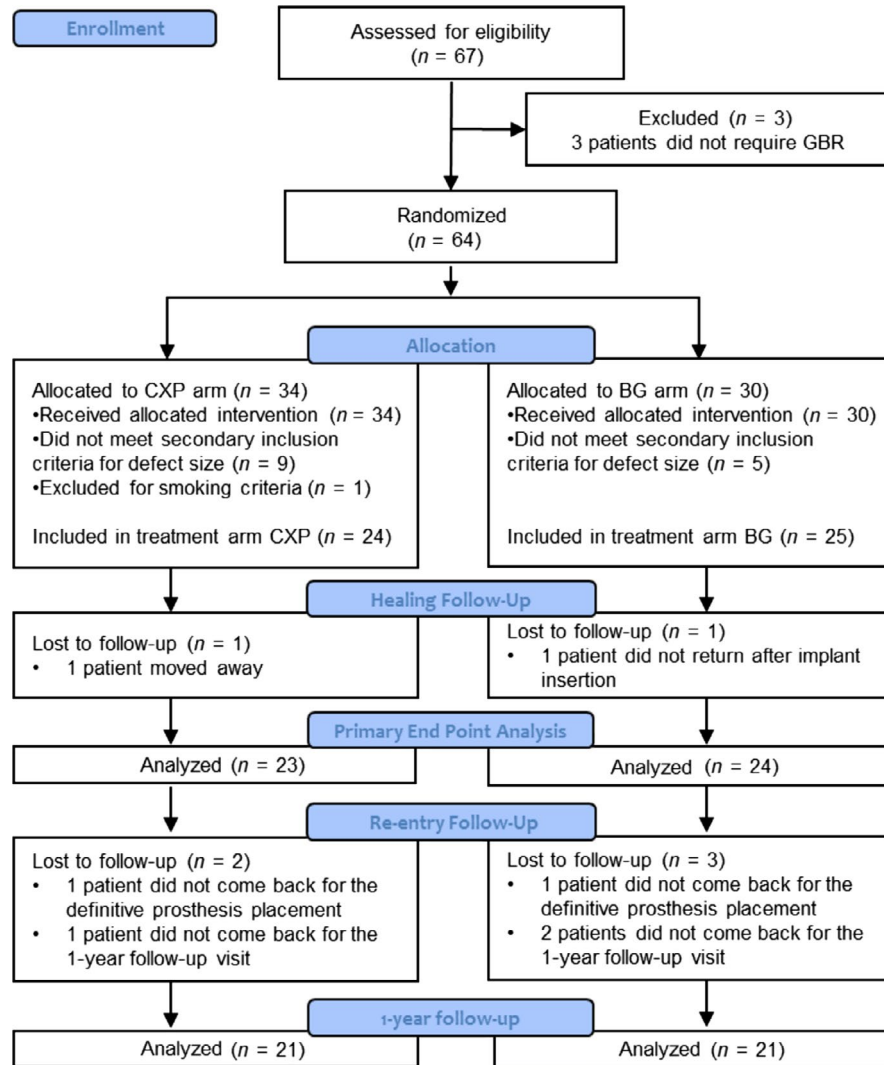 Enrollment
Assessed for eligibility
(n = 67)
Excluded (n = 3)
3 patients did not require GBR
Randomized
(n = 64)
Allocation
Allocated to CXP arm (n = 34)
•Received allocated intervention (n = 34)
•Did not meet secondary inclusion
criteria for defect size (n = 9)
•Excluded for smoking criteria (n = 1)
Included in treatment arm CXP (n = 24)
Allocated to BG arm (n = 30)
•Received allocated intervention (n = 30)
•Did not meet secondary inclusion
criteria for defect size (n = 5)
Included in treatment arm BG (n = 25)
Healing Follow-Up
Lost to follow-up (n = 1)
• 1 patient moved away
Lost to follow-up (n = 1)
• 1 patient did not return after implant
insertion
Primary End Point Analysis
Analyzed (n = 23)
Analyzed (n = 24)
Re-entry Follow-Up
Lost to follow-up (n = 2)
• 1 patient did not come back for the
definitive prosthesis placement
• 1 patient did not come back for the
1-year follow-up visit
Lost to follow-up (n = 3)
• 1 patient did not come back for the
definitive prosthesis placement
• 2 patients did not come back for the
1-year follow-up visit
1-year follow-up
Analyzed (n = 21)
Analyzed (n = 21)